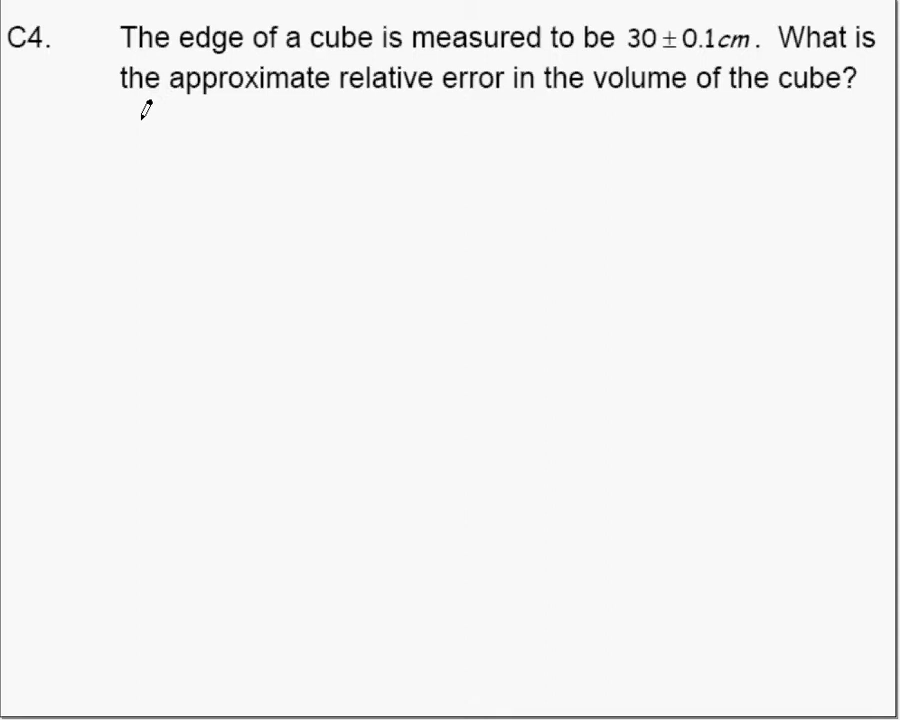 C4. The edge of a cube is measured to be 30 ± 0.1cm. What is
the approximate relative error in the volume of the cube?